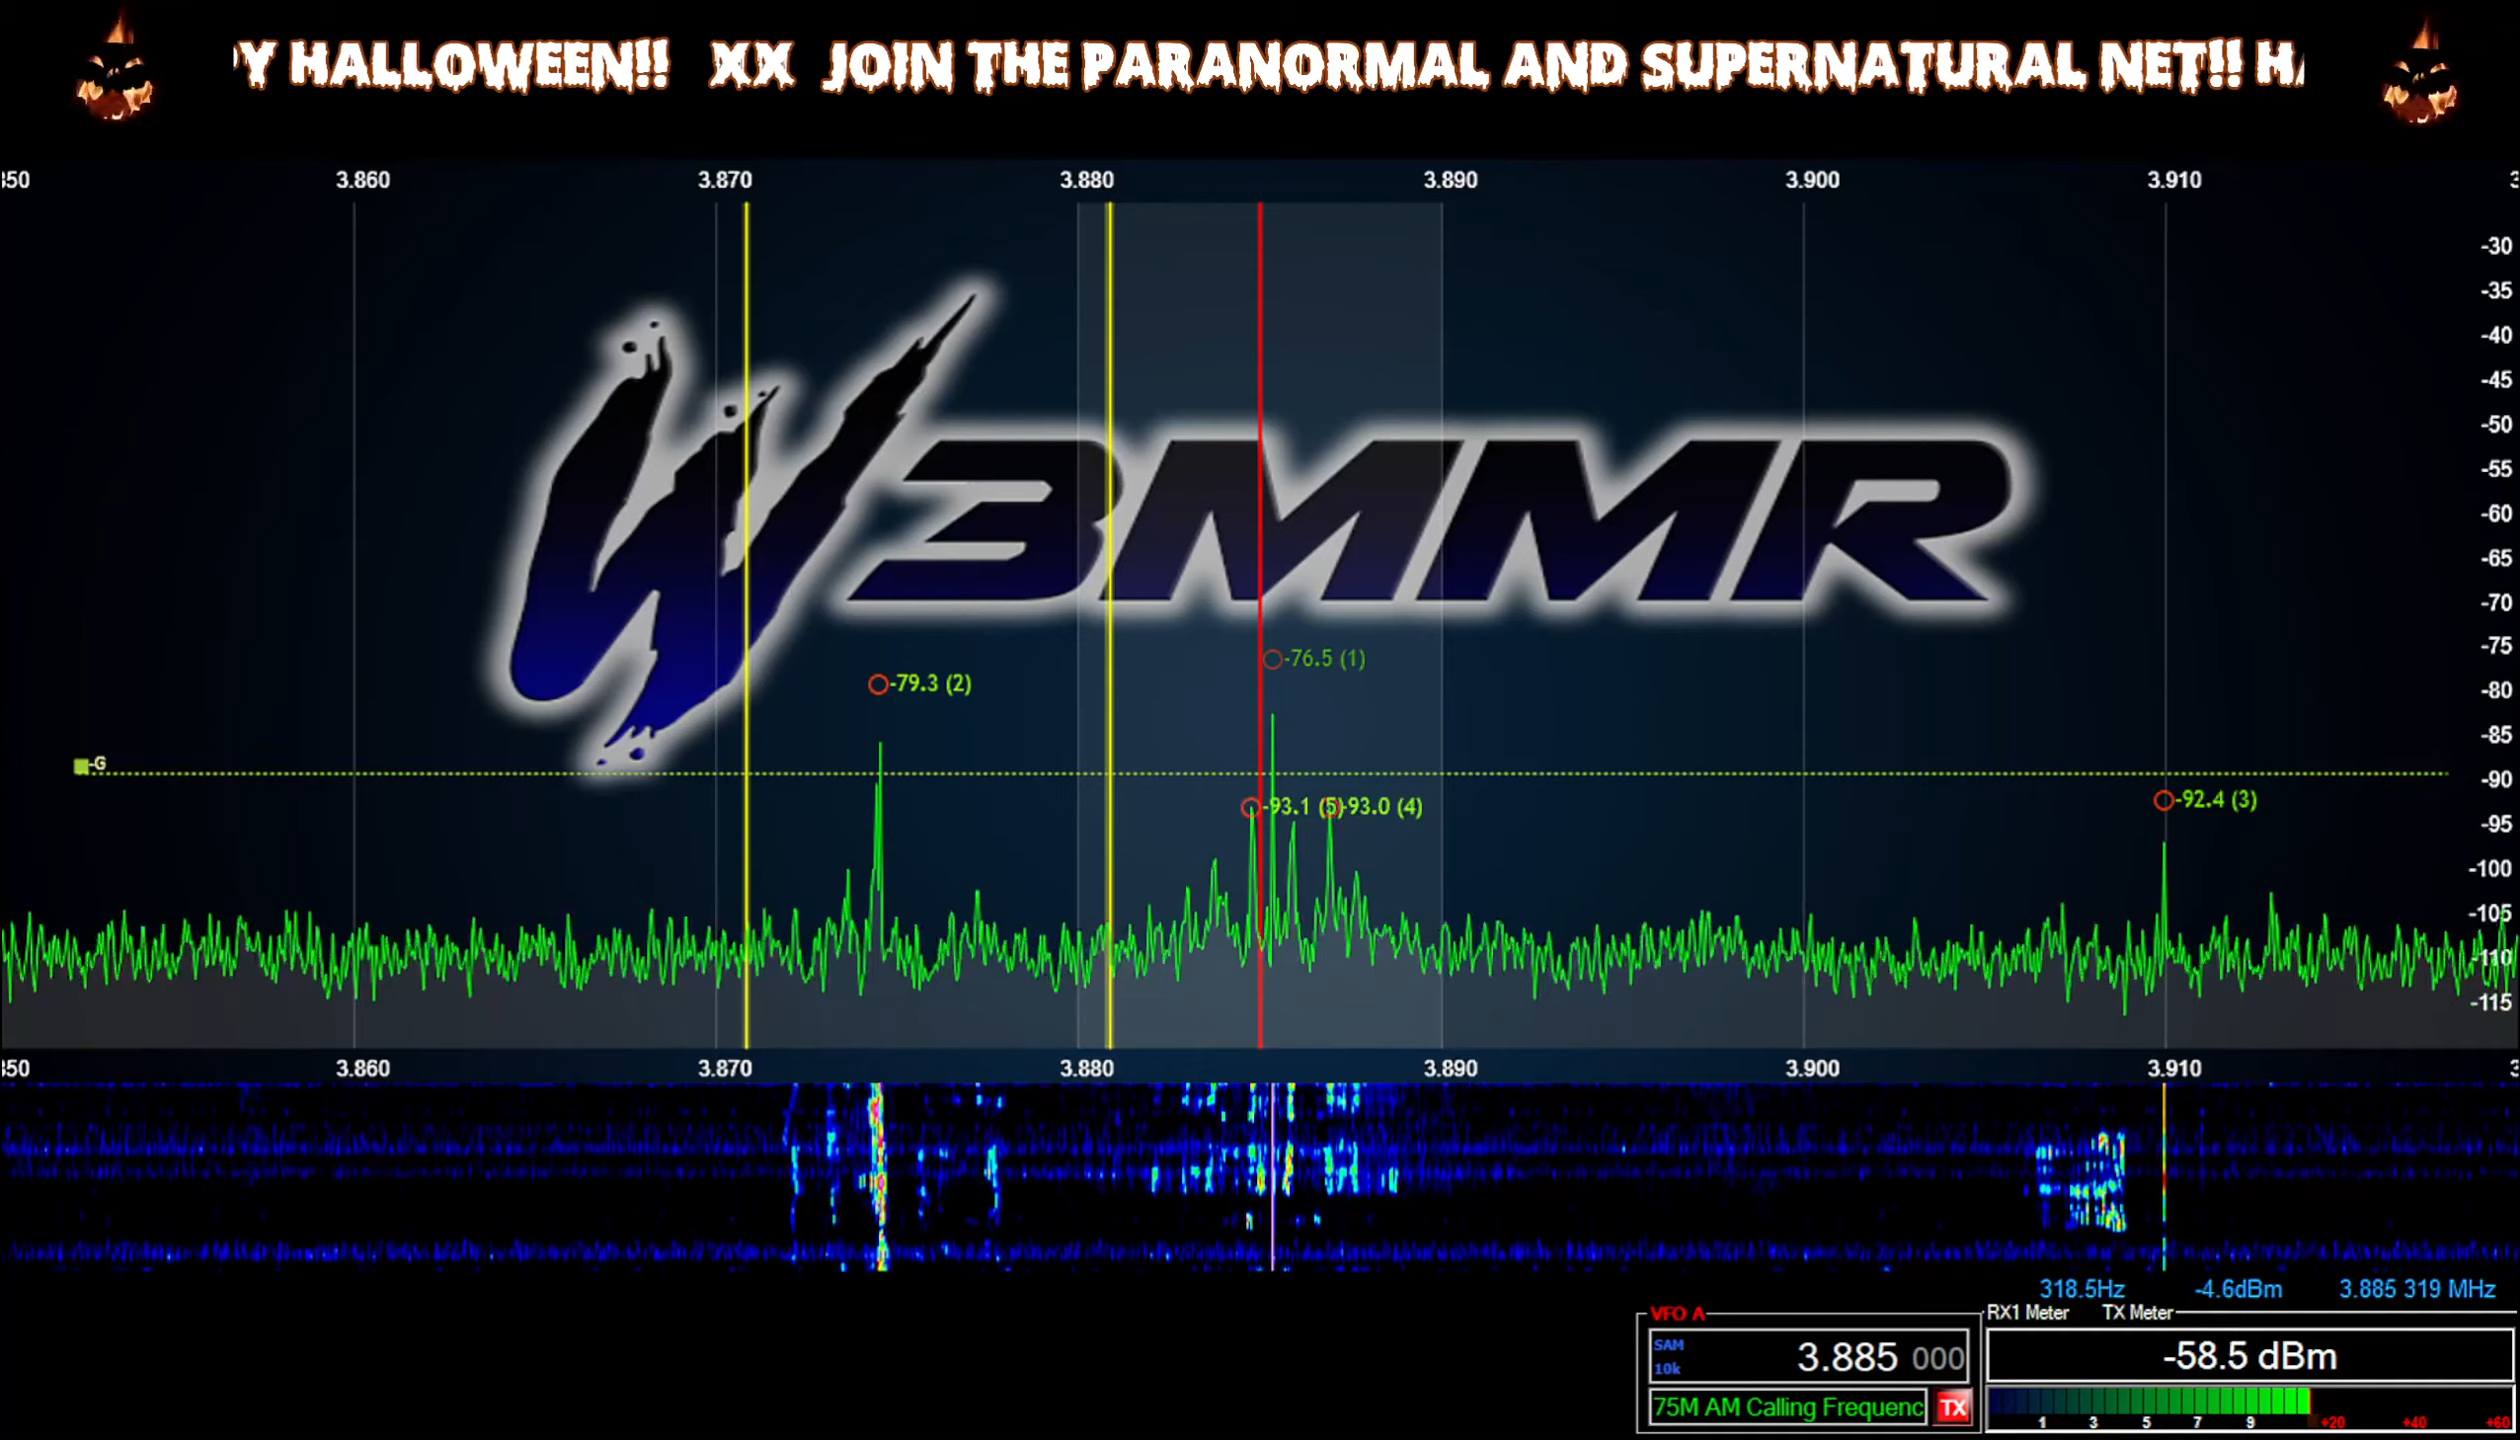 Y HALLOWEEN!! XX JOIN THE PARANORMAL AND SUPERNATURAL NET!! HA
350 3.860 3.870 3.880 3.890 3.900 3.910
-30
-35
-40
-45
-50
-55
-60
-65
-70
-75
-80
-85
-90
-95
-100
-105
-110
-115
W3MMR
-76.5 (1)
-79.3 (2)
-G
-93.1 (5) -93.0 (4)
-92.4 (3)
350 3.860 3.870 3.880 3.890 3.900 3.910
318.5Hz -4.6dBm 3.885 319 MHz
VFO A
RX1 Meter TX Meter
SAM
10k
3.885 000
-58.5 dBm
75M AM Calling Frequenc
TX
1 3 5 7 9 +20 +40 +60